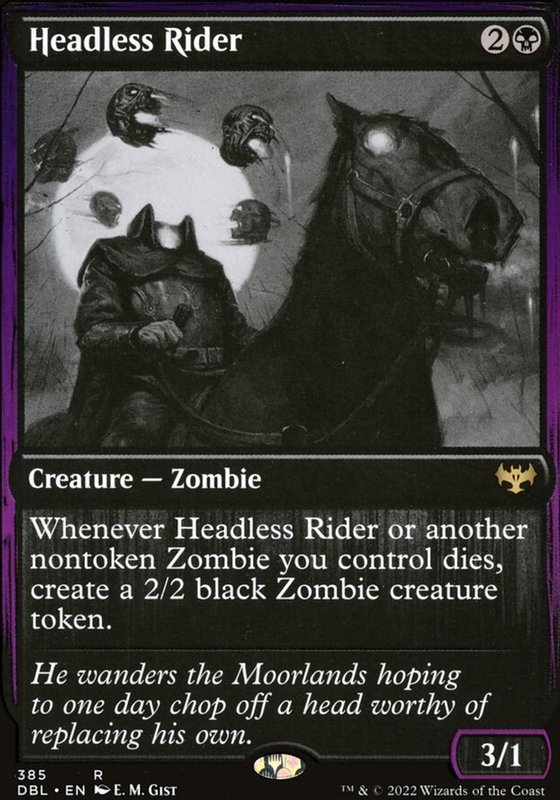 Headless Rider 2
Creature — Zombie
Whenever Headless Rider or another
nontoken Zombie you control dies,
create a 2/2 black Zombie creature
token.
He wanders the Moorlands hoping
to one day chop off a head worthy of
replacing his own.
3/1
385 R
DBL • EN E. M. Gist
™ & © 2022 Wizards of the Coast